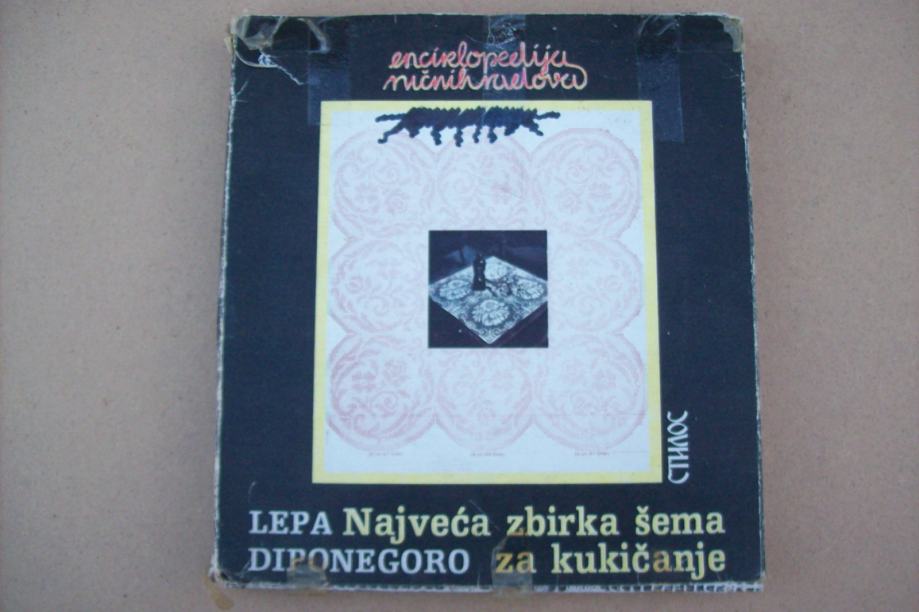 enciklopedija
ručnih radova
СТИЛОС
LEPA Najveća zbirka šema
DIPONEGORO za kukičanje